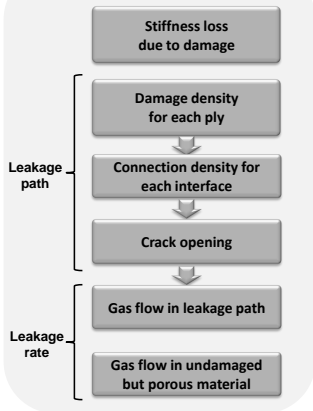 Stiffness loss
due to damage
Damage density
for each ply
Leakage
path
Connection density for
each interface
Crack opening
Gas flow in leakage path
Leakage
rate
Gas flow in undamaged
but porous material